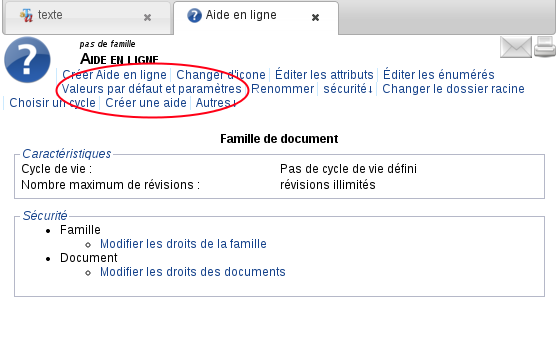 texte
Aide en ligne
pas de famille
AIDE EN LIGNE
Créer Aide en ligne Changer d'icone Éditer les attributs Éditer les énumérés
Valeurs par défaut et paramètres Renommer sécurité↓ Changer le dossier racine
Choisir un cycle Créer une aide Autres↓
Famille de document
Caractéristiques
Cycle de vie : Pas de cycle de vie défini
Nombre maximum de révisions : révisions illimités
Sécurité
Famille
Modifier les droits de la famille
Document
Modifier les droits des documents